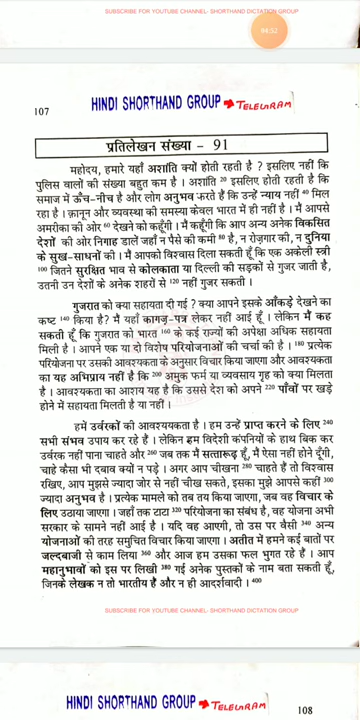 SUBSCRIBE FOR YOUTUBE CHANNEL- SHORTHAND DICTATION GROUP
04:52
107
HINDI SHORTHAND GROUP → TELEGRAM
प्रतिलेखन संख्या – 91
महोदय, हमारे यहाँ अशांति क्यों होती रहती है ? इसलिए नहीं कि
पुलिस वालों की संख्या बहुत कम है । अशांति 20 इसलिए होती रहती है कि
समाज में ऊँच-नीच है और लोग अनुभव करते हैं कि उन्हें न्याय नहीं 40 मिल
रहा है । क़ानून और व्यवस्था की समस्या केवल भारत में ही नहीं है । मैं आपसे
अमरीका की ओर 60 देखने को कहूँगी । मैं कहूँगी कि आप अन्य अनेक विकसित
देशों की ओर निगाह डालें जहाँ न पैसे की कमी 80 है, न रोज़गार की, न दुनिया
के सुख-साधनों की । मैं आपको विश्वास दिला सकती हूँ कि एक अकेली स्त्री
100 जितने सुरक्षित भाव से कोलकाता या दिल्ली की सड़कों से गुजर जाती है,
उतनी उन देशों के अनेक शहरों से 120 नहीं गुजर सकती ।
गुजरात को क्या सहायता दी गई ? क्या आपने इसके आँकड़े देखने का
कष्ट 140 किया है? मैं यहाँ कागज़-पत्र लेकर नहीं आई हूँ । लेकिन मैं कह
सकती हूँ कि गुजरात को भारत 160 के कई राज्यों की अपेक्षा अधिक सहायता
मिली है । आपने एक या दो विशेष परियोजनाओं की चर्चा की है । 180 प्रत्येक
परियोजना पर उसकी आवश्यकता के अनुसार विचार किया जाएगा और आवश्यकता
का यह अभिप्राय नहीं है कि 200 अमुक फर्म या व्यवसाय गृह को क्या मिलता
है । आवश्यकता का आशय यह है कि उससे देश को अपने 220 पाँवों पर खड़े
होने में सहायता मिलती है या नहीं ।
हमें उर्वरकों की आवश्यकता है । हम उन्हें प्राप्त करने के लिए 240
सभी संभव उपाय कर रहे हैं । लेकिन हम विदेशी कंपनियों के हाथ बिक कर
उर्वरक नहीं पाना चाहते और 260 जब तक मैं सत्तारूढ़ हूँ, मैं ऐसा नहीं होने दूँगी,
चाहे कैसा भी दबाव क्यों न पड़े । अगर आप चीखना 280 चाहते हैं तो विश्वास
रखिए, आप मुझसे ज्यादा जोर से नहीं चीख सकते, इसका मुझे आपसे कहीं 300
ज्यादा अनुभव है । प्रत्येक मामले को तब तय किया जाएगा, जब वह विचार के
लिए उठाया जाएगा । जहाँ तक टाटा 320 परियोजना का संबंध है, वह योजना अभी
सरकार के सामने नहीं आई है । यदि वह आएगी, तो उस पर वैसी 340 अन्य
योजनाओं की तरह समुचित विचार किया जाएगा । अतीत में हमने कई बातों पर
जल्दबाजी से काम लिया 360 और आज हम उसका फल भुगत रहे हैं । आप
महानुभावों को इस पर लिखी 380 गई अनेक पुस्तकों के नाम बता सकती हूँ,
जिनके लेखक न तो भारतीय हैं और न ही आदर्शवादी । 400
SUBSCRIBE FOR YOUTUBE CHANNEL- SHORTHAND DICTATION GROUP
HINDI SHORTHAND GROUP → TELEGRAM
108